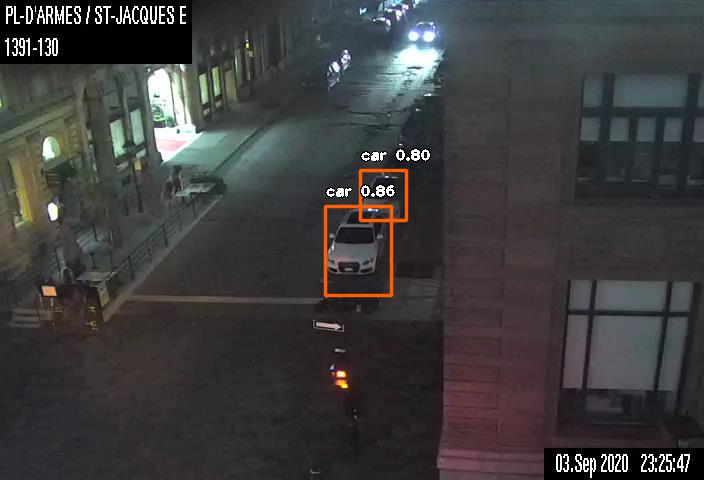 PL-D'ARMES / ST-JACQUES E
1391-130
car 0.80
car 0.86
03.Sep 2020 23:25:47